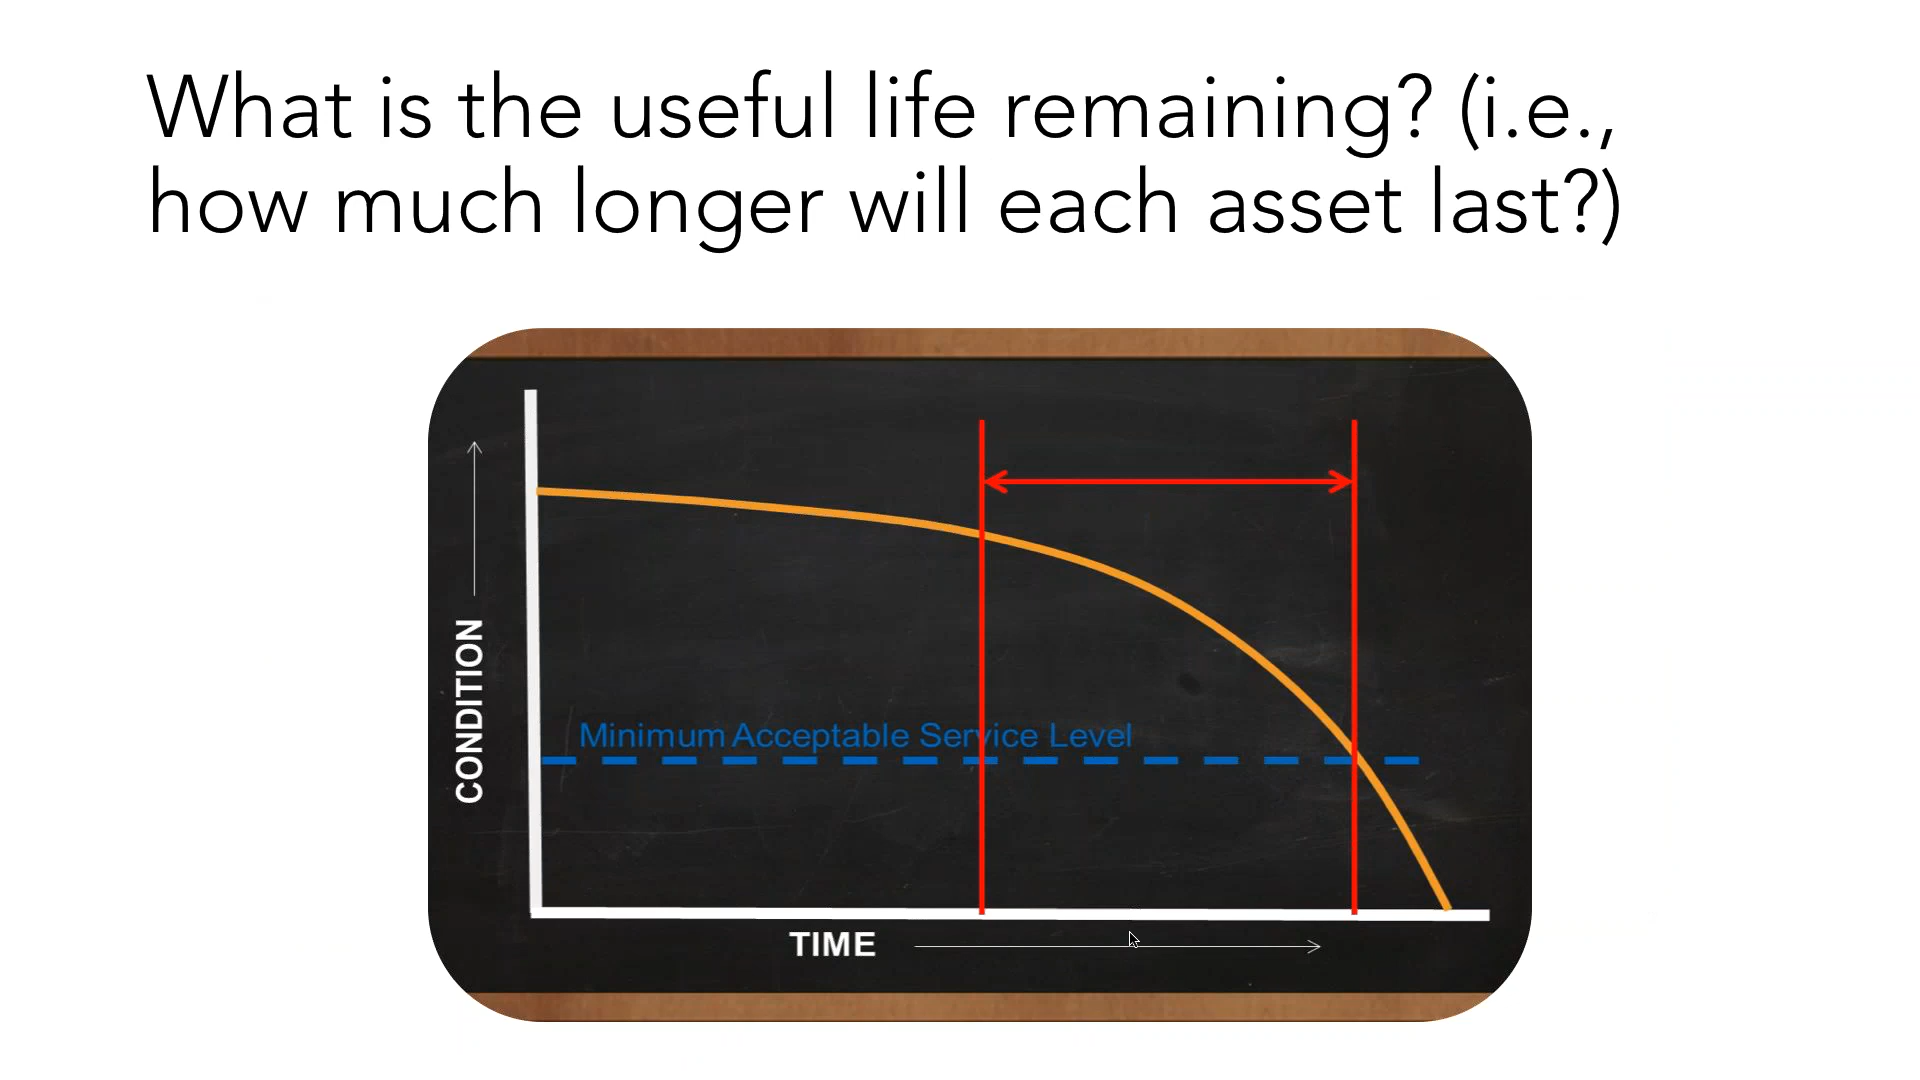 What is the useful life remaining? (i.e.,
how much longer will each asset last?)
CONDITION
Minimum Acceptable Service Level
TIME